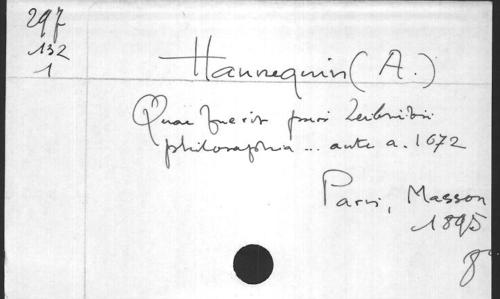 297
132
1
Hannequin (A.)
Quae fuerit prior Leibnitii
philosophia ... ante a. 1672
Paris, Masson
1895
8°